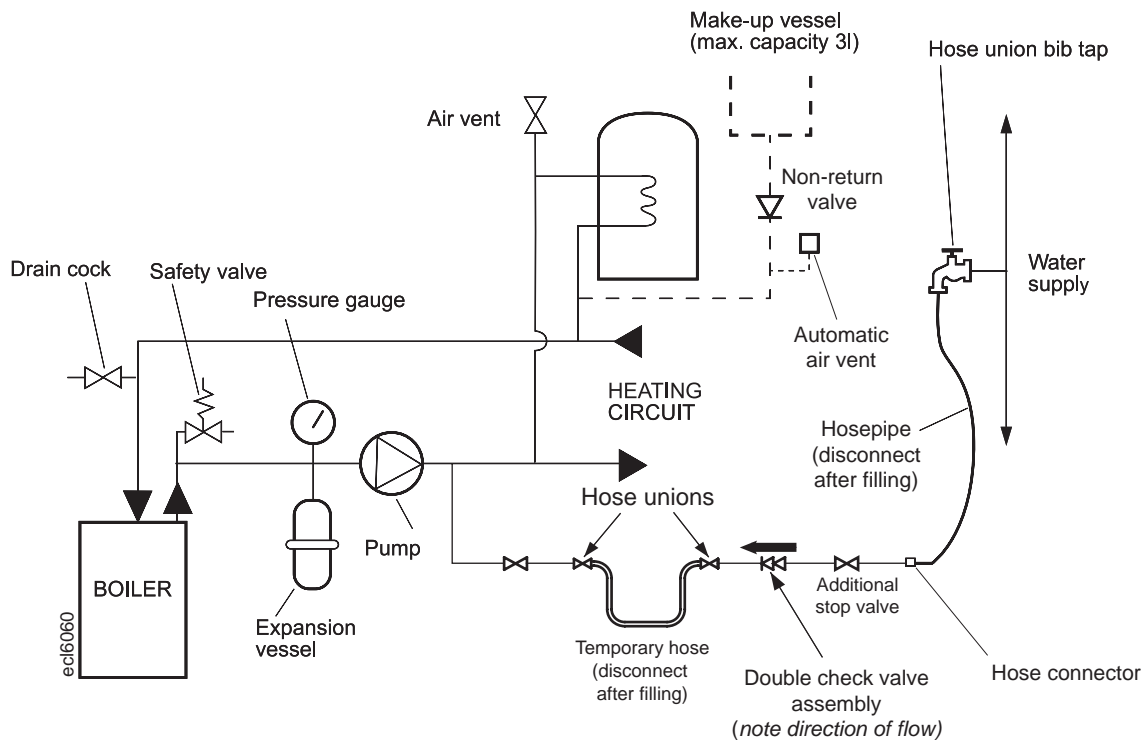 Make-up vessel
(max. capacity 3l)
Hose union bib tap
Air vent
Non-return
valve
Drain cock
Safety valve
Pressure gauge
Water
supply
Automatic
air vent
HEATING
CIRCUIT
Hosepipe
(disconnect
after filling)
Hose unions
Pump
BOILER
ecl6060
Expansion
vessel
Additional
stop valve
Temporary hose
(disconnect
after filling)
Double check valve
assembly
(note direction of flow)
Hose connector